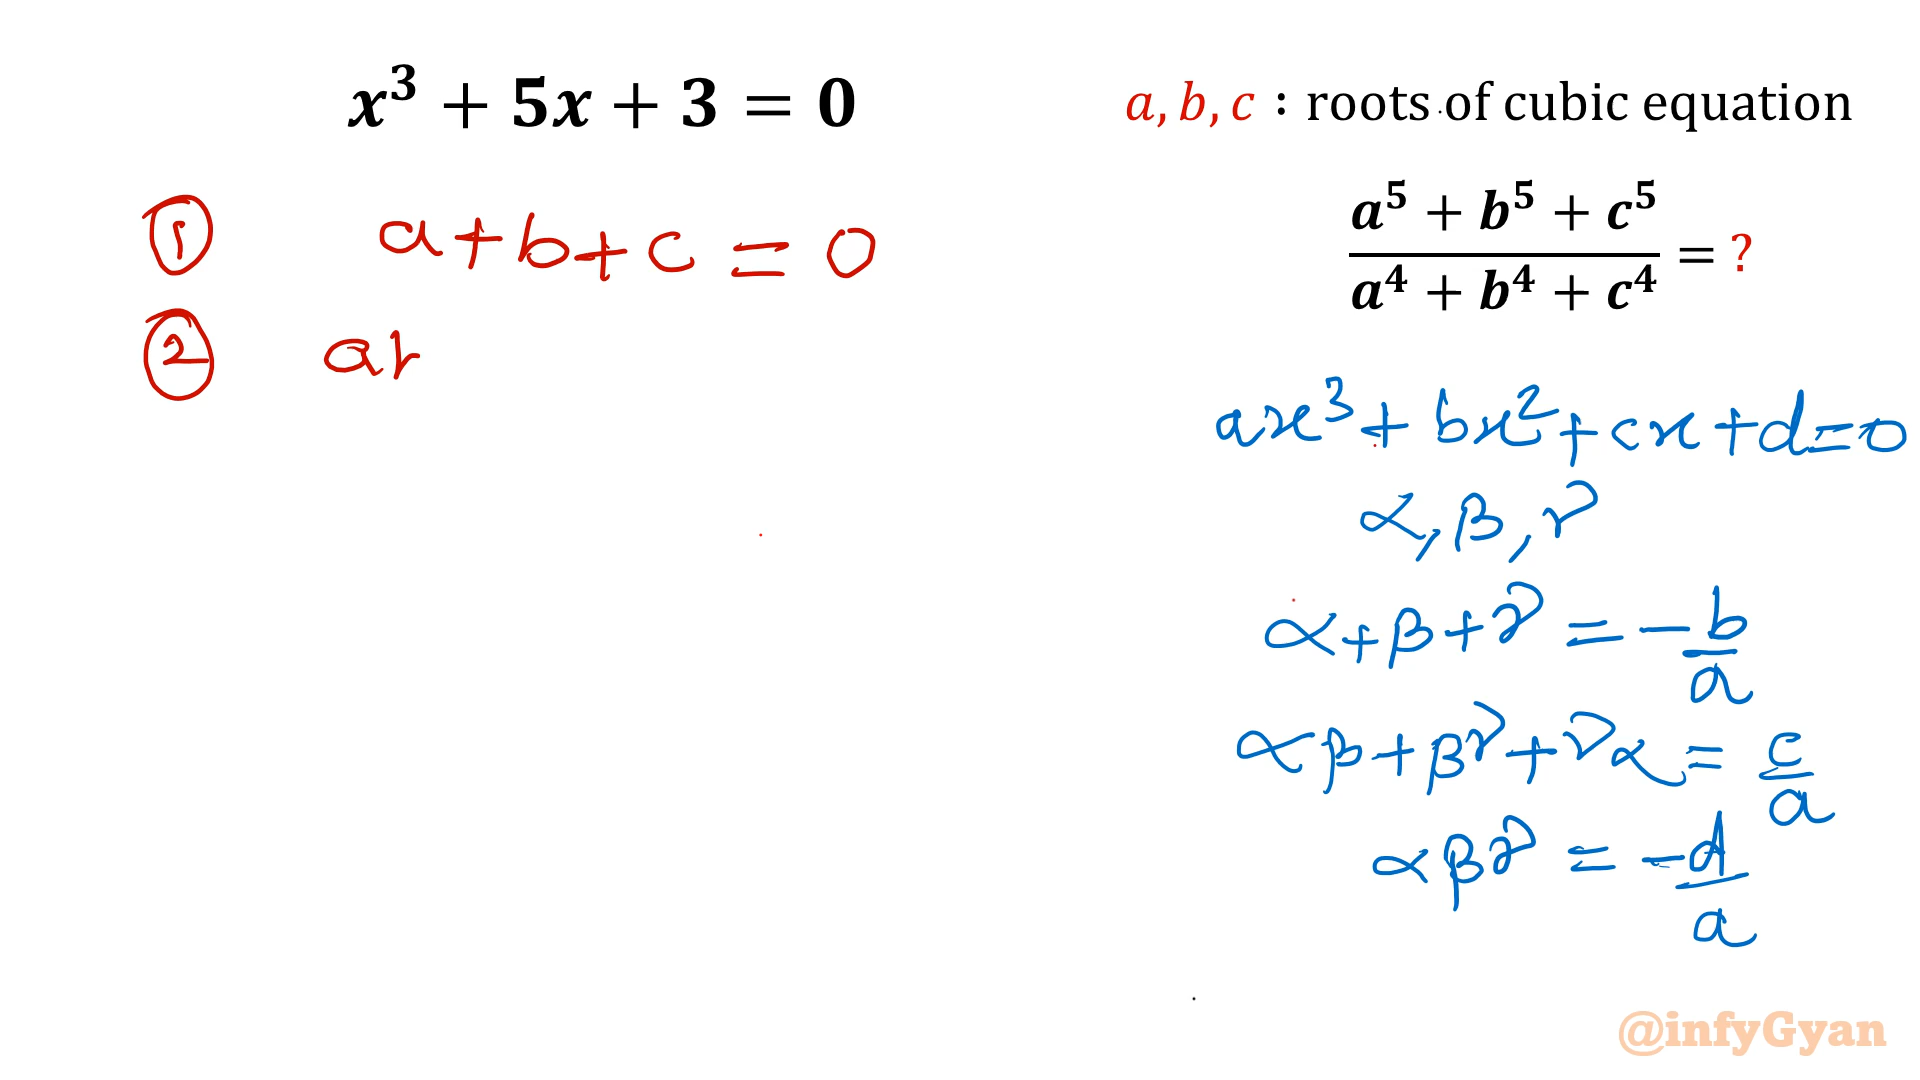 x³ + 5x + 3 = 0
① a+b+c = 0
② ab
a, b, c : roots of cubic equation
a⁵ + b⁵ + c⁵
a⁴ + b⁴ + c⁴ = ?
ax³ + bx² + cx + d = 0
α, β, γ
α + β + γ = -b/a
αβ + βγ + γα = c/a
αβγ = -d/a
@infyGyan